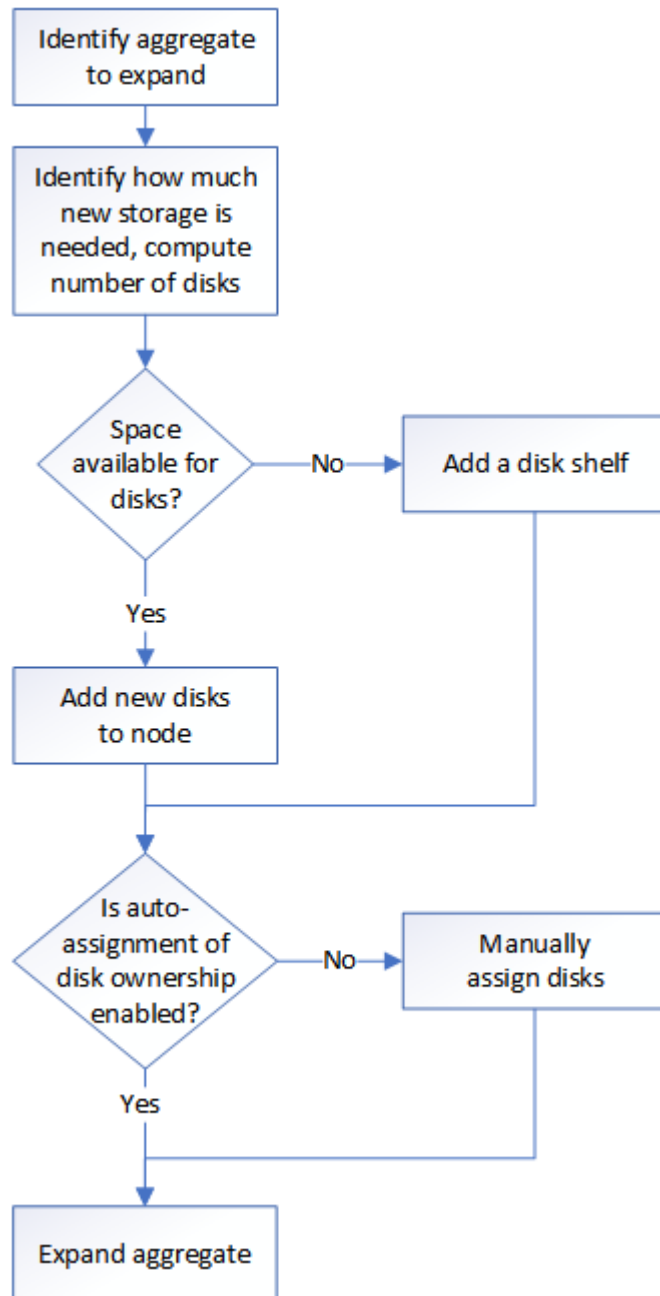 Identify aggregate
to expand
Identify how much
new storage is
needed, compute
number of disks
Space
available for
disks?
No
Add a disk shelf
Yes
Add new disks
to node
Is auto-
assignment of
disk ownership
enabled?
No
Manually
assign disks
Yes
Expand aggregate